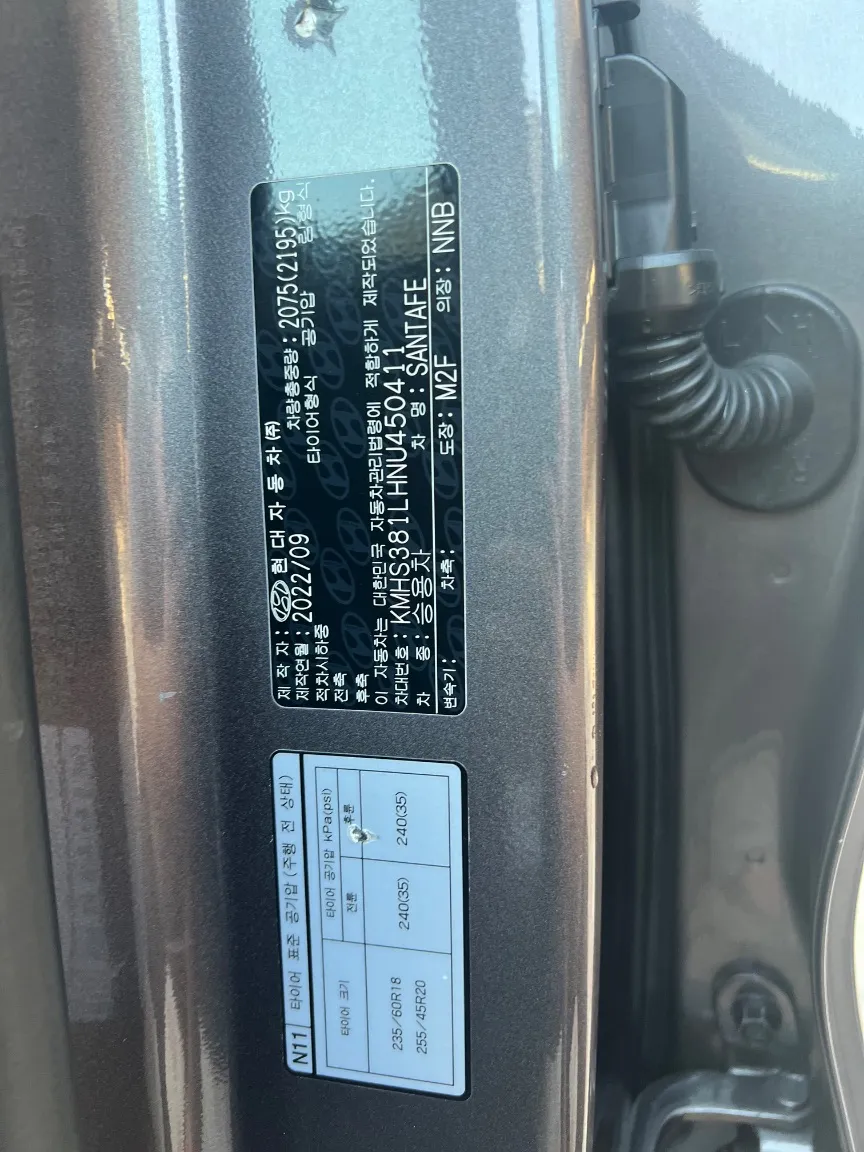 제 작 자 : 현 대 자 동 차 (주) 차량총중량 : 2075(2195)kg
제작연월 : 2022/09 타이어형식 공기압 림형식
적차시하중
전축
후축
이 자동차는 대한민국 자동차관리법령에 적합하게 제작되었습니다.
차대번호 : KMHS381LHNU450411
차 종 : 승용차 차 명 : SANTAFE
변속기 : 차축 : 도장 : M2F 의장 : NNB
N11 타이어 표준 공기압 (주행 전 상태)
타이어 크기 타이어 공기압 kPa(psi)
전륜 후륜
235/60R18 240(35) 240(35)
255/45R20